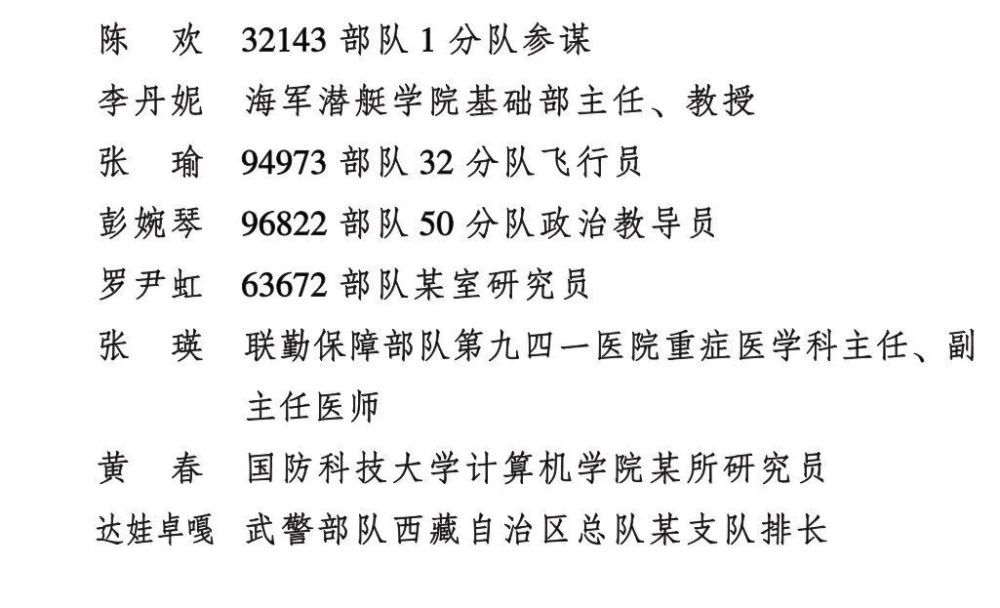 陈　欢　32143 部队 1 分队参谋
李丹妮　海军潜艇学院基础部主任、教授
张　瑜　94973 部队 32 分队飞行员
彭婉琴　96822 部队 50 分队政治教导员
罗尹虹　63672 部队某室研究员
张　瑛　联勤保障部队第九四一医院重症医学科主任、副
主任医师
黄　春　国防科技大学计算机学院某所研究员
达娃卓嘎　武警部队西藏自治区总队某支队排长